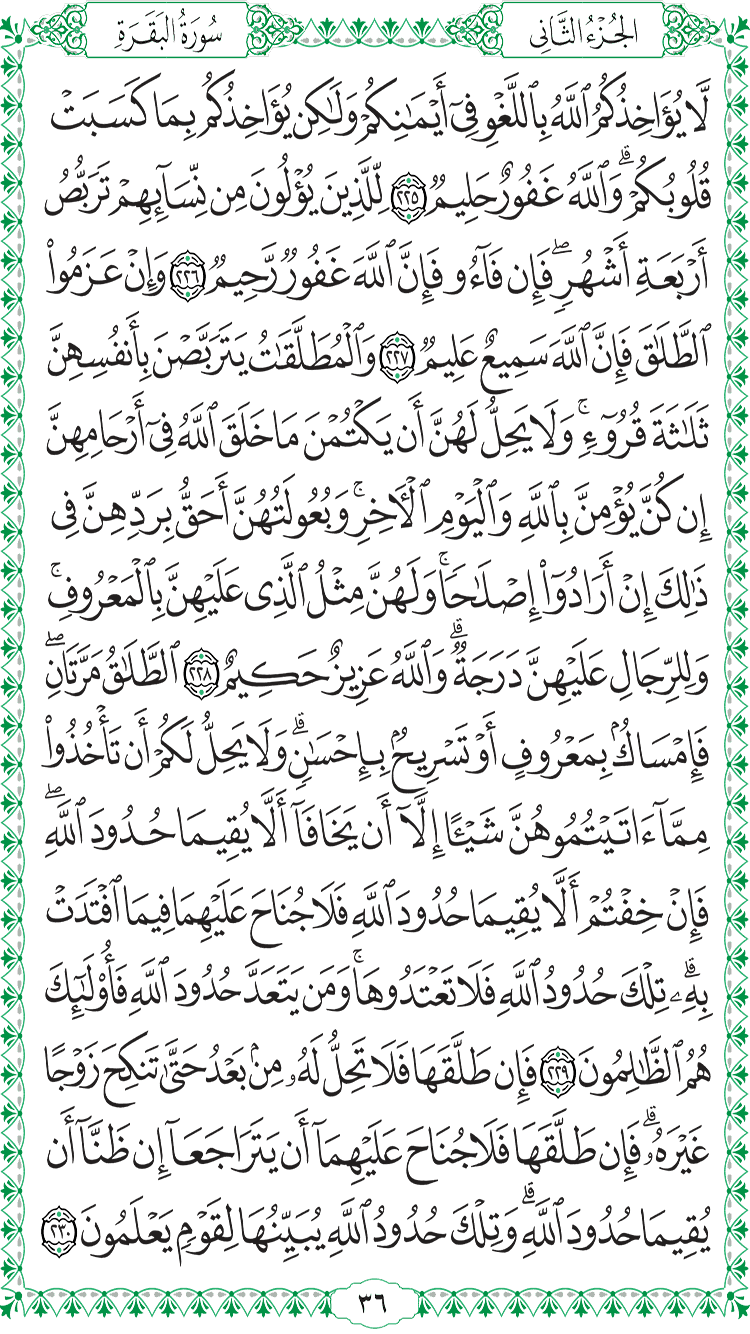 الجُزْءُ الثَّانِي
سُورَةُ البَقَرَةِ
لَّا يُؤَاخِذُكُمُ ٱللَّهُ بِٱللَّغْوِ فِىٓ أَيْمَٰنِكُمْ وَلَٰكِن يُؤَاخِذُكُم بِمَا كَسَبَتْ
قُلُوبُكُمْ ۗ وَٱللَّهُ غَفُورٌ حَلِيمٌ ٢٢٥ لِّلَّذِينَ يُؤْلُونَ مِن نِّسَآئِهِمْ تَرَبُّصُ
أَرْبَعَةِ أَشْهُرٍ ۖ فَإِن فَآءُو فَإِنَّ ٱللَّهَ غَفُورٌ رَّحِيمٌ ٢٢٦ وَإِنْ عَزَمُوا۟
ٱلطَّلَٰقَ فَإِنَّ ٱللَّهَ سَمِيعٌ عَلِيمٌ ٢٢٧ وَٱلْمُطَلَّقَٰتُ يَتَرَبَّصْنَ بِأَنفُسِهِنَّ
ثَلَٰثَةَ قُرُوٓءٍ ۚ وَلَا يَحِلُّ لَهُنَّ أَن يَكْتُمْنَ مَا خَلَقَ ٱللَّهُ فِىٓ أَرْحَامِهِنَّ
إِن كُنَّ يُؤْمِنَّ بِٱللَّهِ وَٱلْيَوْمِ ٱلْءَاخِرِ ۚ وَبُعُولَتُهُنَّ أَحَقُّ بِرَدِّهِنَّ فِى
ذَٰلِكَ إِنْ أَرَادُوٓا۟ إِصْلَٰحًا ۚ وَلَهُنَّ مِثْلُ ٱلَّذِى عَلَيْهِنَّ بِٱلْمَعْرُوفِ ۚ
وَلِلرِّجَالِ عَلَيْهِنَّ دَرَجَةٌ ۗ وَٱللَّهُ عَزِيزٌ حَكِيمٌ ٢٢٨ ٱلطَّلَٰقُ مَرَّتَانِ ۖ
فَإِمْسَاكٌۢ بِمَعْرُوفٍ أَوْ تَسْرِيحٌۢ بِإِحْسَٰنٍ ۗ وَلَا يَحِلُّ لَكُمْ أَن تَأْخُذُوا۟
مِمَّآ ءَاتَيْتُمُوهُنَّ شَيْـًٔا إِلَّآ أَن يَخَافَآ أَلَّا يُقِيمَا حُدُودَ ٱللَّهِ ۖ
فَإِنْ خِفْتُمْ أَلَّا يُقِيمَا حُدُودَ ٱللَّهِ فَلَا جُنَاحَ عَلَيْهِمَا فِيمَا ٱفْتَدَتْ
بِهِۦ ۗ تِلْكَ حُدُودُ ٱللَّهِ فَلَا تَعْتَدُوهَا ۚ وَمَن يَتَعَدَّ حُدُودَ ٱللَّهِ فَأُو۟لَٰٓئِكَ
هُمُ ٱلظَّٰلِمُونَ ٢٢٩ فَإِن طَلَّقَهَا فَلَا تَحِلُّ لَهُۥ مِنۢ بَعْدُ حَتَّىٰ تَنكِحَ زَوْجًا
غَيْرَهُۥ ۗ فَإِن طَلَّقَهَا فَلَا جُنَاحَ عَلَيْهِمَآ أَن يَتَرَاجَعَآ إِن ظَنَّآ أَن
يُقِيمَا حُدُودَ ٱللَّهِ ۗ وَتِلْكَ حُدُودُ ٱللَّهِ يُبَيِّنُهَا لِقَوْمٍ يَعْلَمُونَ ٢٣٠
٣٦